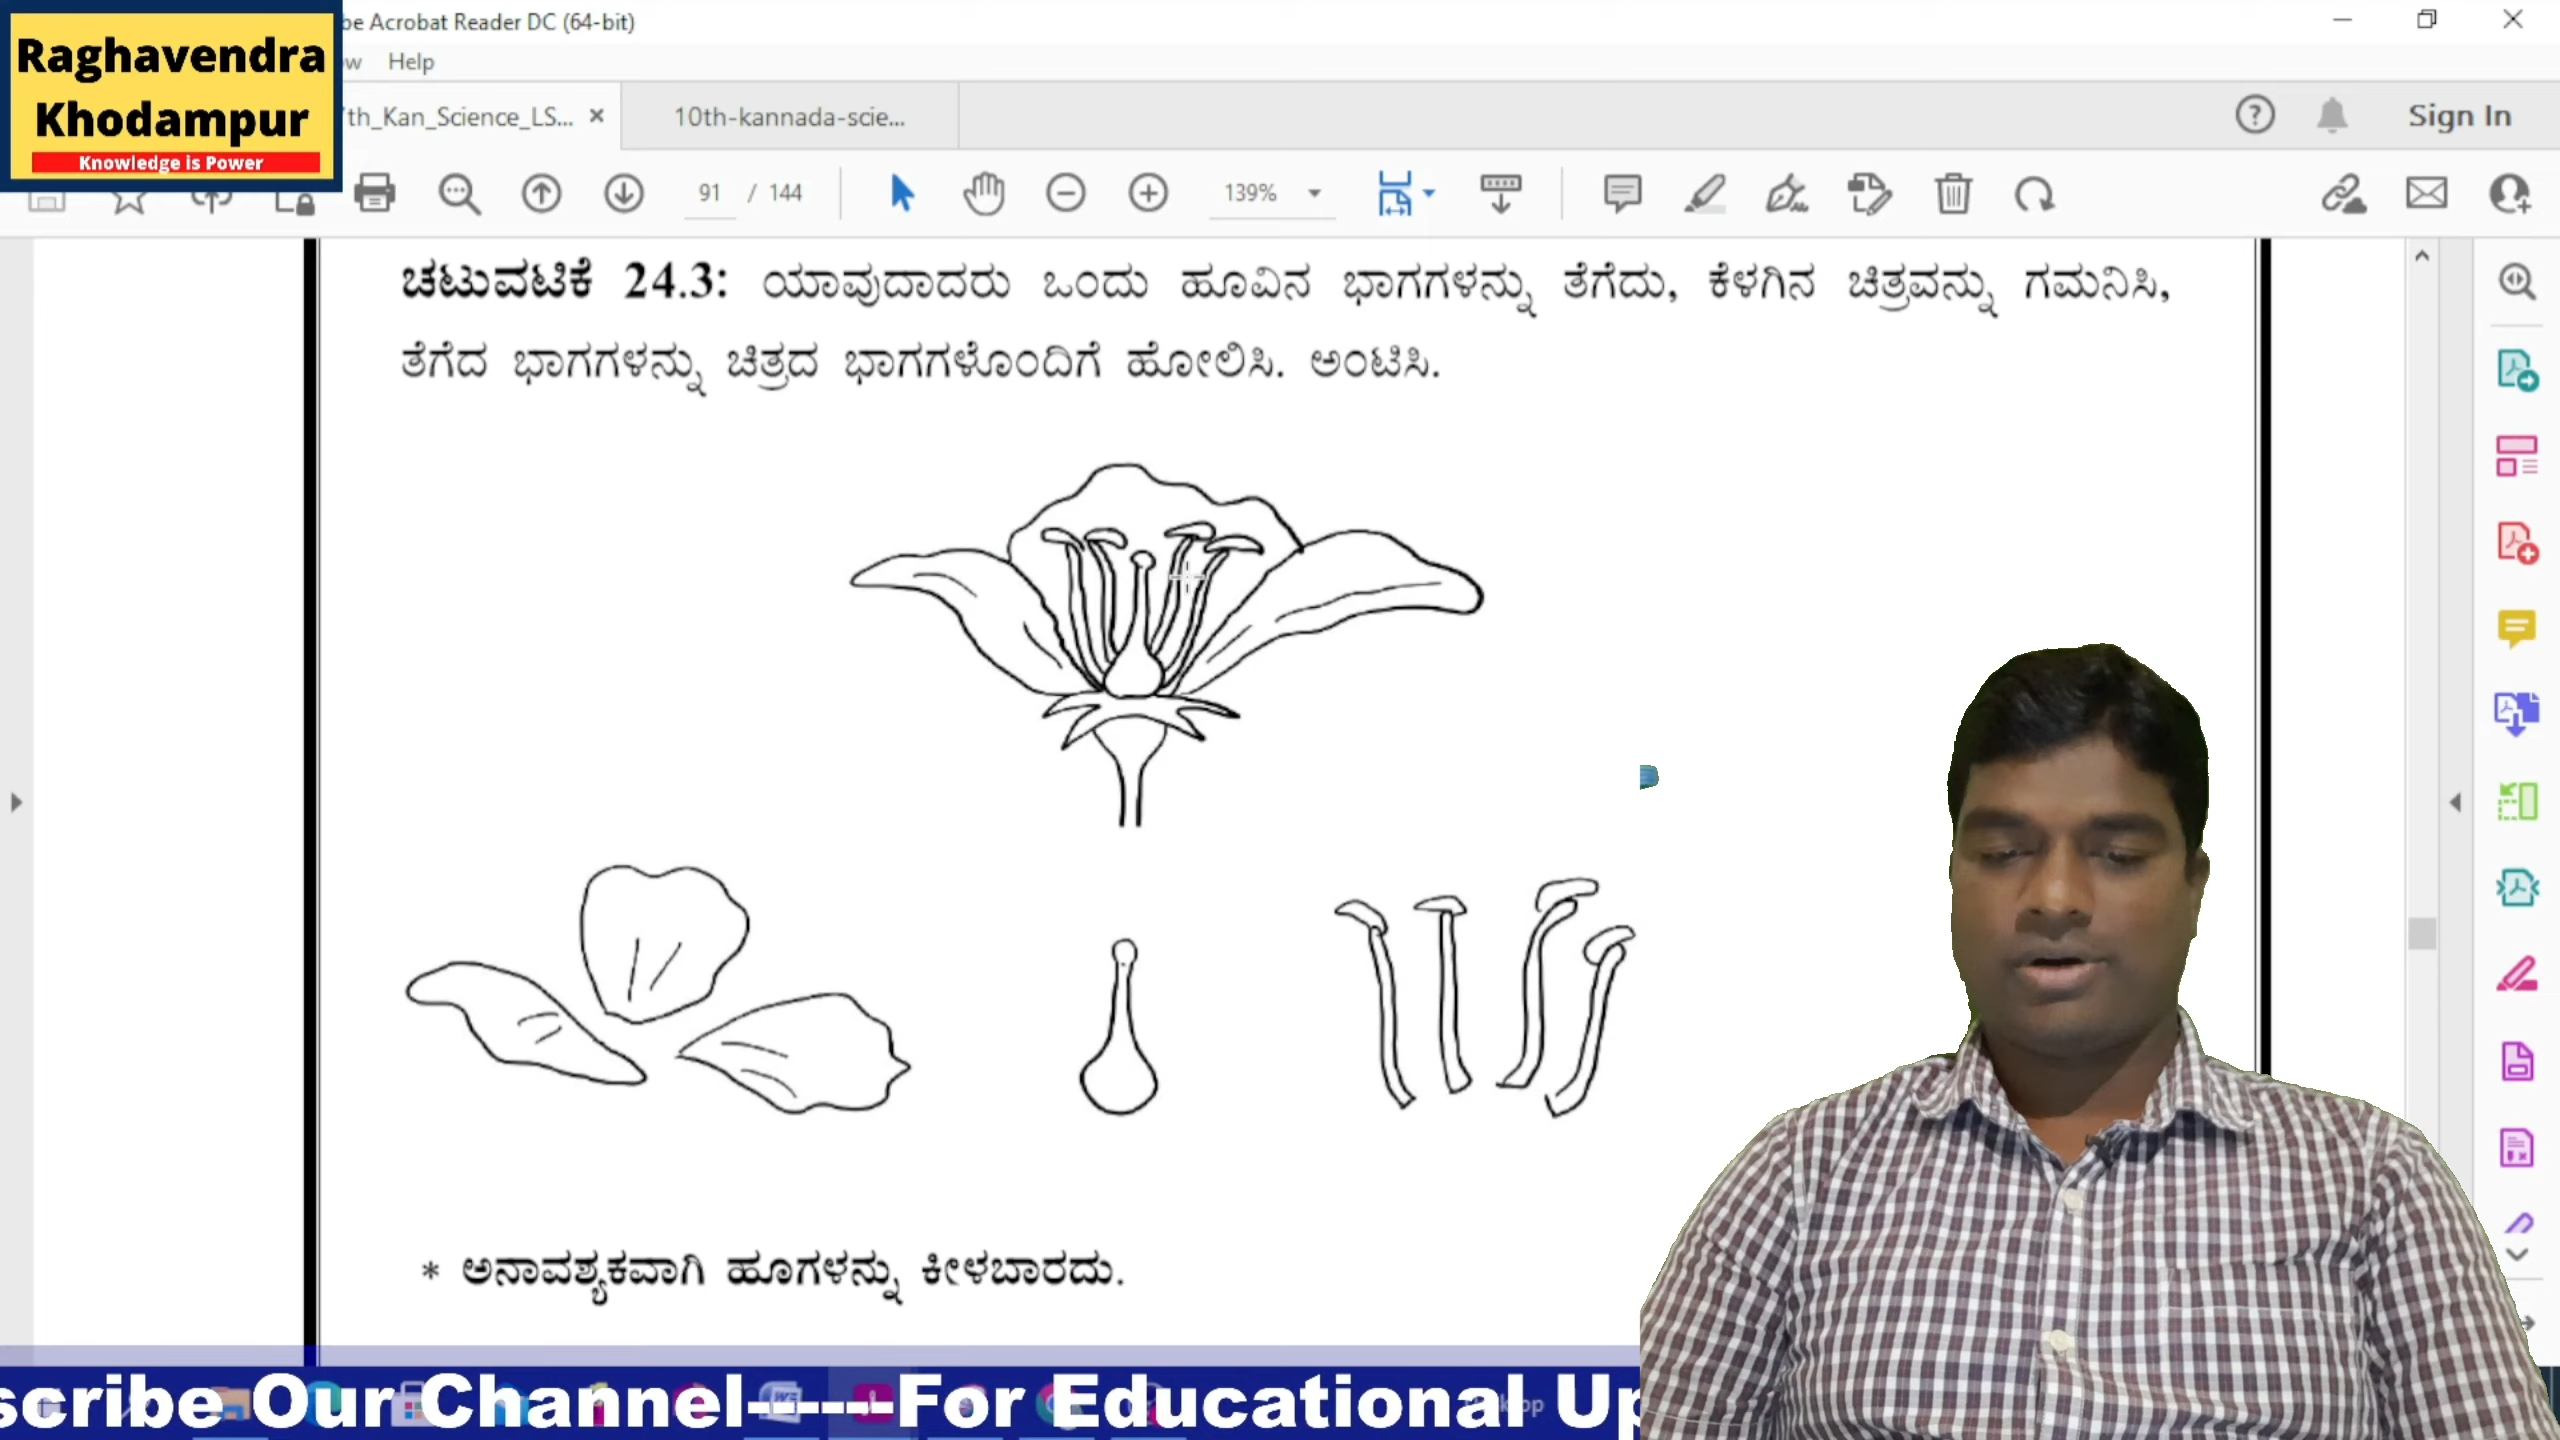 Raghavendra
Khodampur
Knowledge is Power
be Acrobat Reader DC (64-bit)
Help
7th_Kan_Science_LS...
10th-kannada-scie...
Sign In
91 / 144
139%
ಚಟುವಟಿಕೆ 24.3: ಯಾವುದಾದರು ಒಂದು ಹೂವಿನ ಭಾಗಗಳನ್ನು ತೆಗೆದು, ಕೆಳಗಿನ ಚಿತ್ರವನ್ನು ಗಮನಿಸಿ,
ತೆಗೆದ ಭಾಗಗಳನ್ನು ಚಿತ್ರದ ಭಾಗಗಳೊಂದಿಗೆ ಹೋಲಿಸಿ. ಅಂಟಿಸಿ.
* ಅನಾವಶ್ಯಕವಾಗಿ ಹೂಗಳನ್ನು ಕೀಳಬಾರದು.
scribe Our Channel-----For Educational Up